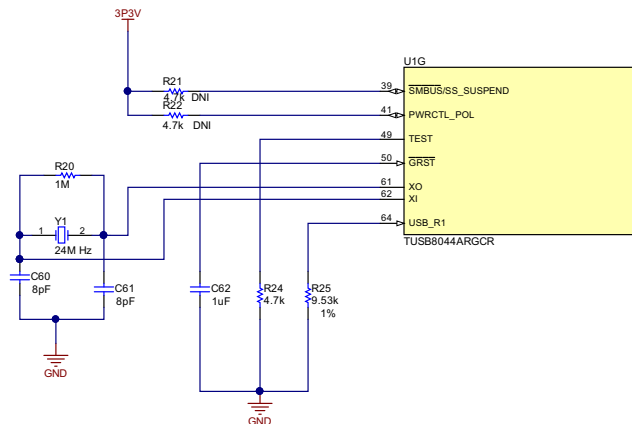 3P3V
U1G
R21
4.7k DNI
39
SMBUS/SS_SUSPEND
R22
4.7k DNI
41
PWRCTL_POL
49
TEST
50
GRST
R20
1M
61
XO
62
XI
Y1
1 2
24M Hz
64
USB_R1
TUSB8044ARGCR
C60
8pF
C61
8pF
C62
1uF
R24
4.7k
R25
9.53k
1%
GND
GND